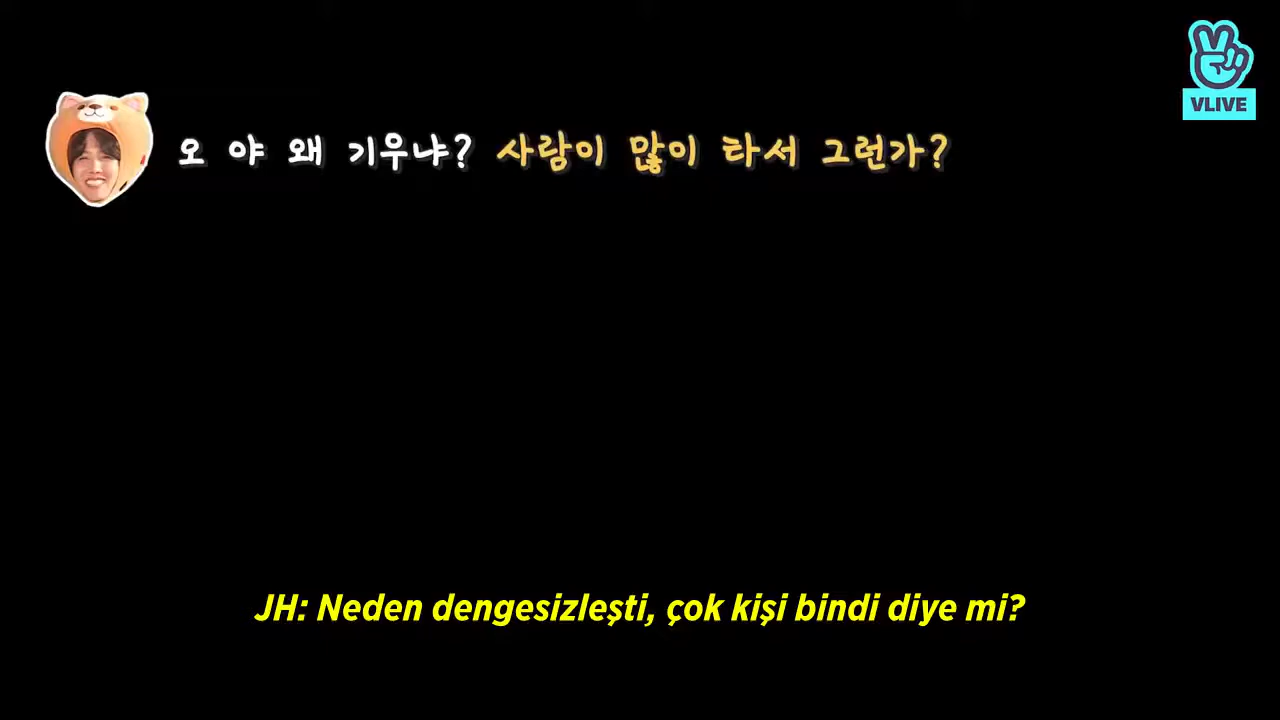 VLIVE
오 야 왜 기우냐? 사람이 많이 타서 그런가?
JH: Neden dengesizleşti, çok kişi bindi diye mi?